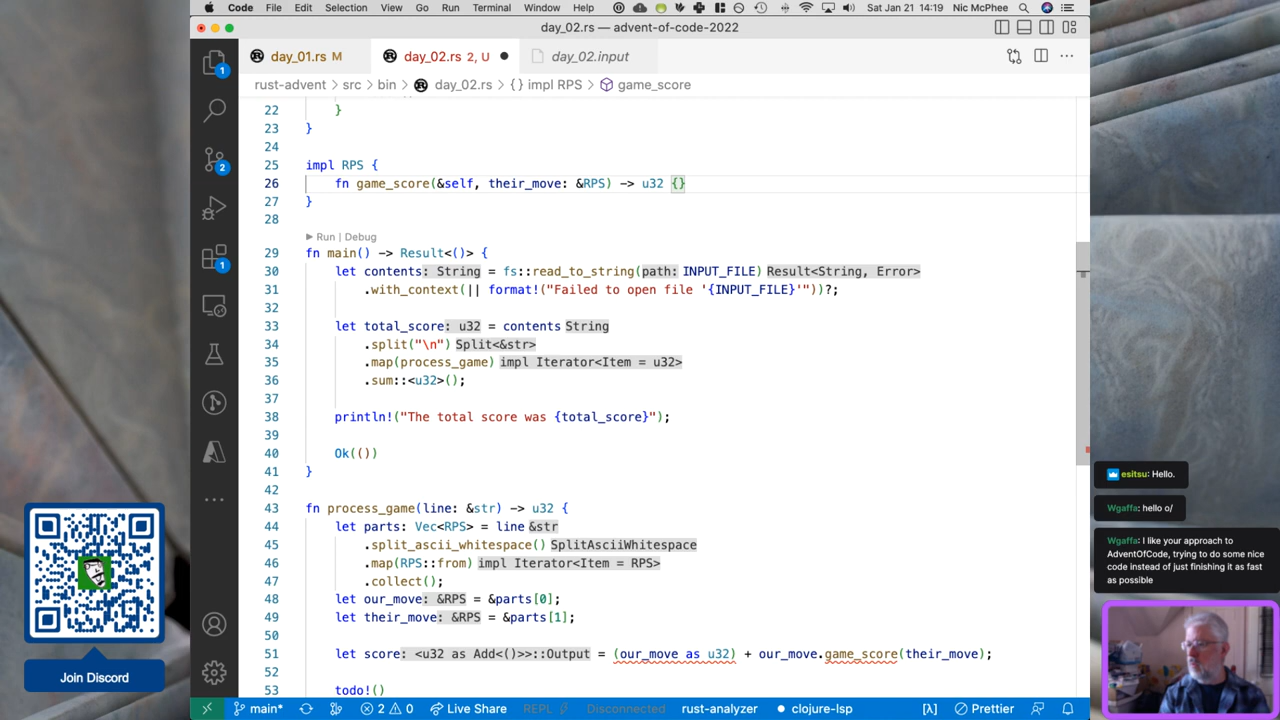 Code File Edit Selection View Go Run Terminal Window Help Sat Jan 21 14:19 Nic McPhee
day_02.rs — advent-of-code-2022
day_01.rs M day_02.rs 2, U day_02.input
rust-advent > src > bin > day_02.rs > {} impl RPS > game_score
22 }
23 }
24
25 impl RPS {
26 fn game_score(&self, their_move: &RPS) -> u32 {}
27 }
28
Run | Debug
29 fn main() -> Result<()> {
30 let contents: String = fs::read_to_string(path: INPUT_FILE) Result<String, Error>
31 .with_context(|| format!("Failed to open file '{INPUT_FILE}'"))?;
32
33 let total_score: u32 = contents String
34 .split("\n") Split<&str>
35 .map(process_game) impl Iterator<Item = u32>
36 .sum::<u32>();
37
38 println!("The total score was {total_score}");
39
40 Ok(())
41 }
42
43 fn process_game(line: &str) -> u32 {
44 let parts: Vec<RPS> = line &str
45 .split_ascii_whitespace() SplitAsciiWhitespace
46 .map(RPS::from) impl Iterator<Item = RPS>
47 .collect();
48 let our_move: &RPS = &parts[0];
49 let their_move: &RPS = &parts[1];
50
51 let score: <u32 as Add<()>>::Output = (our_move as u32) + our_move.game_score(their_move);
52
53 todo!()
1
2
1
Join Discord
esitsu: Hello.
Wgaffa: hello o/
Wgaffa: I like your approach to
AdventOfCode, trying to do some nice
code instead of just finishing it as fast
as possible
main* 2 0 Live Share REPL Disconnected rust-analyzer clojure-lsp [λ] Prettier